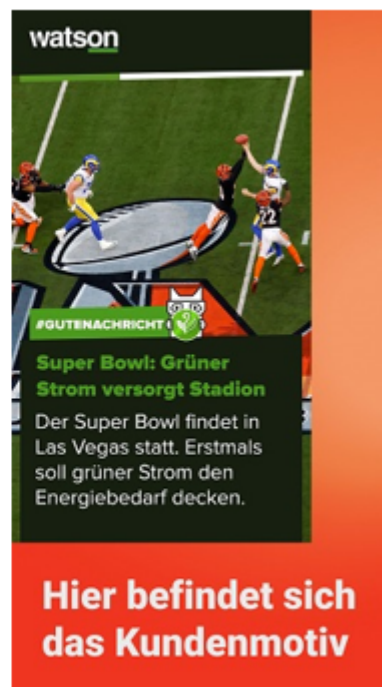 watson
22
#GUTENACHRICHT
Super Bowl: Grüner
Strom versorgt Stadion
Der Super Bowl findet in
Las Vegas statt. Erstmals
soll grüner Strom den
Energiebedarf decken.
Hier befindet sich
das Kundenmotiv